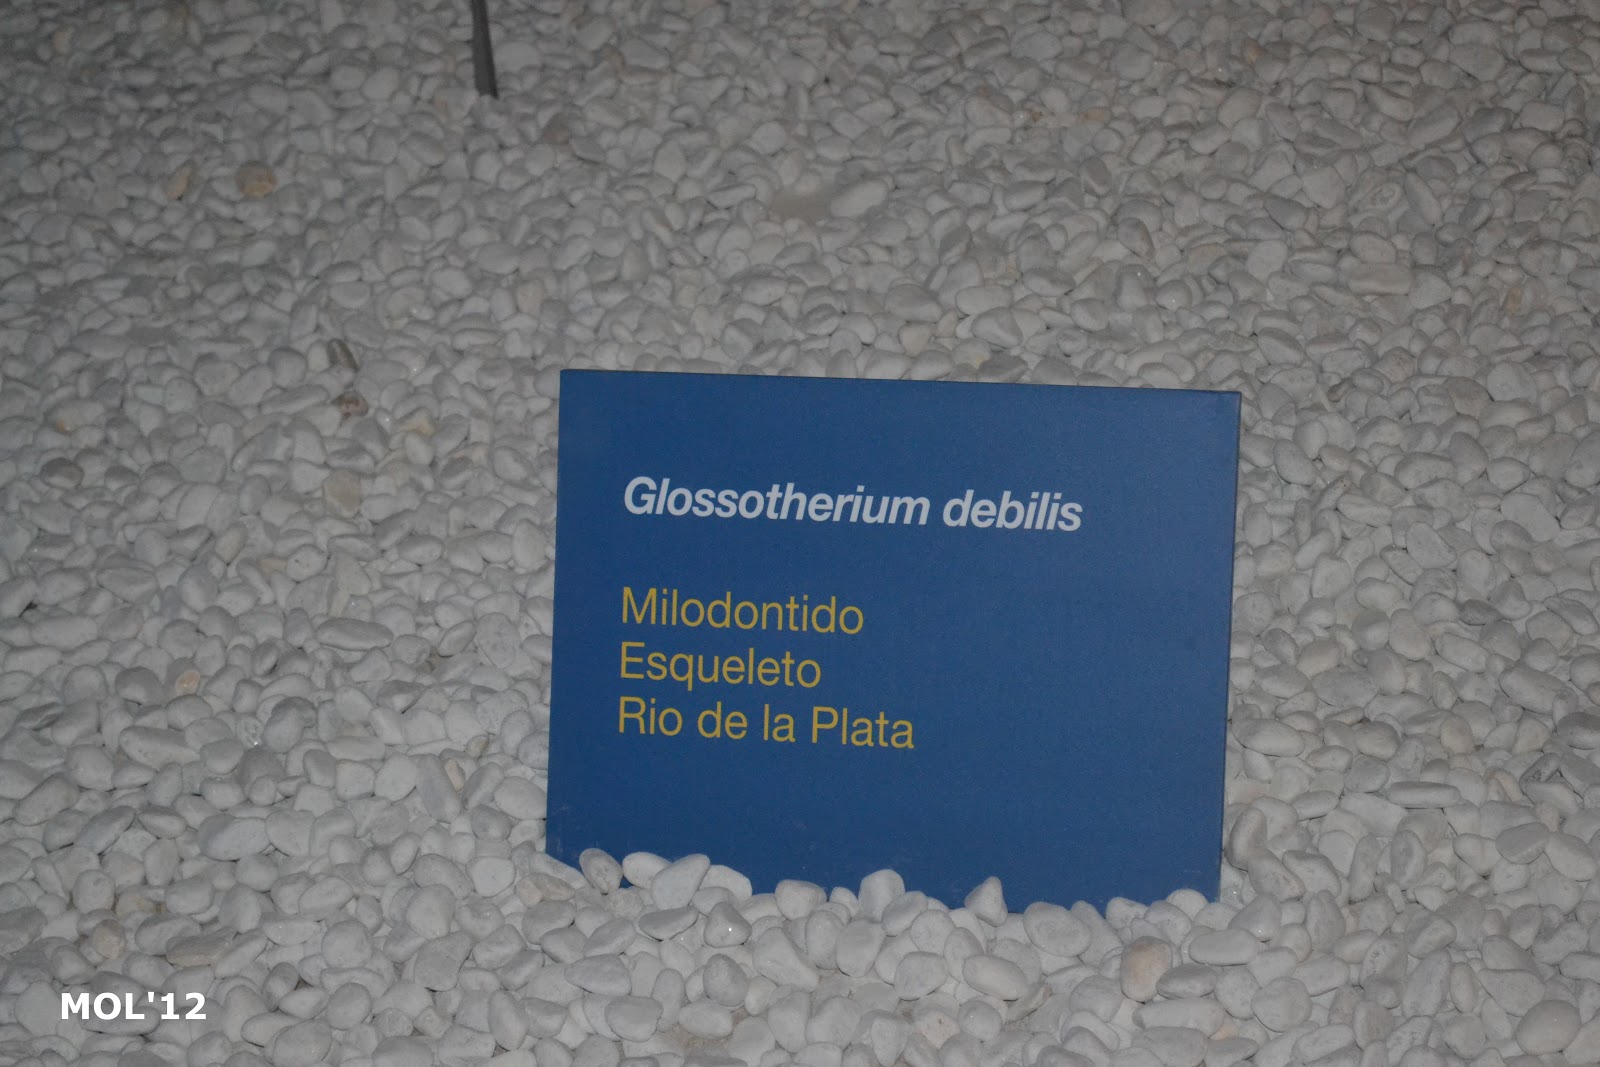 Glossotherium debilis
Milodontido
Esqueleto
Rio de la Plata
MOL'12